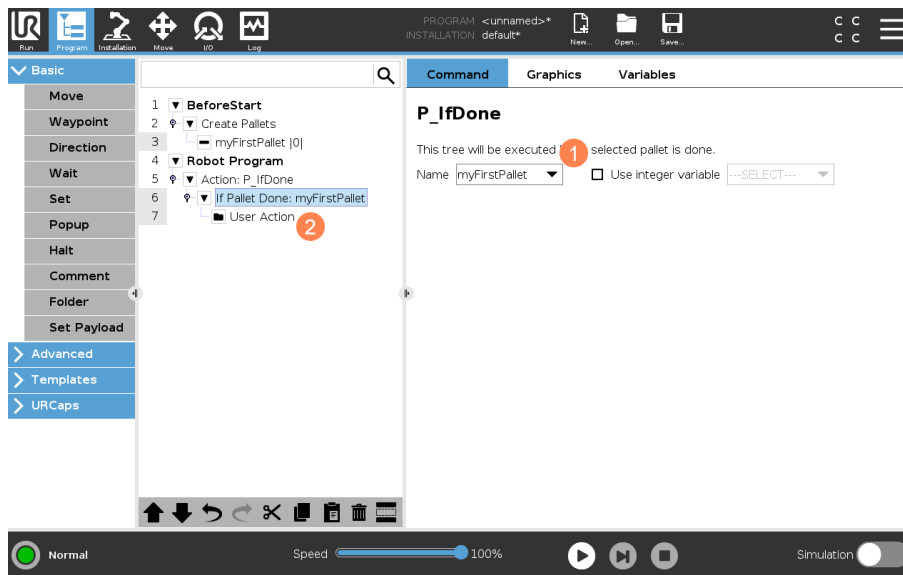 UR
PROGRAM <unnamed>*
INSTALLATION default*
C C
C C
Run Program Installation Move I/O Log
New... Open... Save...
Basic
Move
Waypoint
Direction
Wait
Set
Popup
Halt
Comment
Folder
Set Payload
Advanced
Templates
URCaps
1 BeforeStart
2 Create Pallets
3 myFirstPallet |0|
4 Robot Program
5 Action: P_IfDone
6 If Pallet Done: myFirstPallet
7 User Action
2
Command Graphics Variables
P_IfDone
This tree will be executed 1 selected pallet is done.
Name myFirstPallet Use integer variable ---SELECT---
Normal Speed 100% Simulation